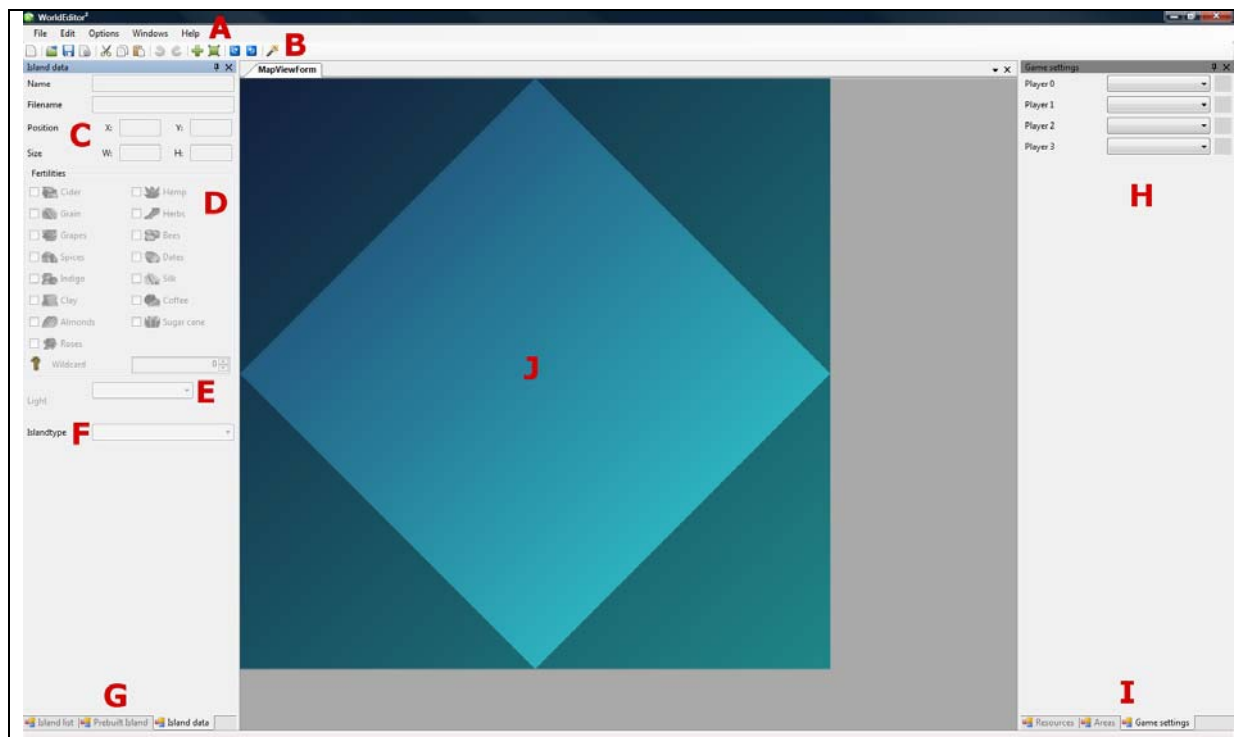 WorldEditor²
File Edit Options Windows Help
A
B
Island data
MapViewForm
Game settings
Name
Filename
Position X: Y:
C
Size W: H:
Fertilities
Cider Hemp
D
Grain Herbs
Grapes Bees
Spices Dates
Indigo Silk
Clay Coffee
Almonds Sugar cane
Roses
Wildcard 0
E
Light
Islandtype
F
G
Island list Prebuilt Island Island data
J
Player 0
Player 1
Player 2
Player 3
H
I
Resources Areas Game settings